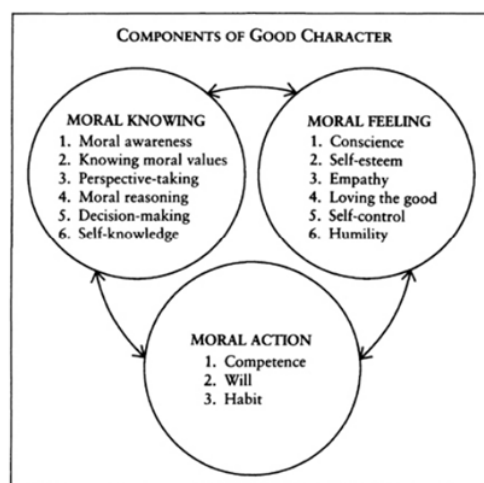 COMPONENTS OF GOOD CHARACTER
MORAL KNOWING
1. Moral awareness
2. Knowing moral values
3. Perspective-taking
4. Moral reasoning
5. Decision-making
6. Self-knowledge
MORAL FEELING
1. Conscience
2. Self-esteem
3. Empathy
4. Loving the good
5. Self-control
6. Humility
MORAL ACTION
1. Competence
2. Will
3. Habit